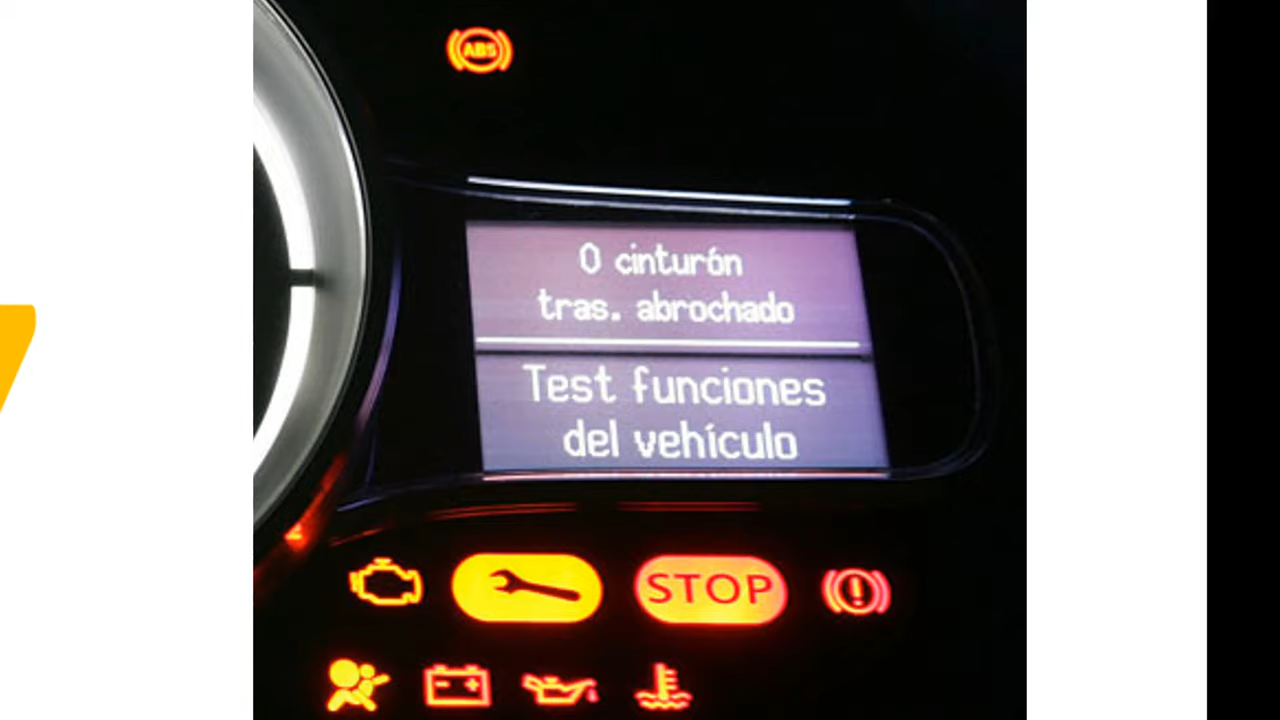 ABS
0 cinturón
tras. abrochado
Test funciones
del vehículo
STOP